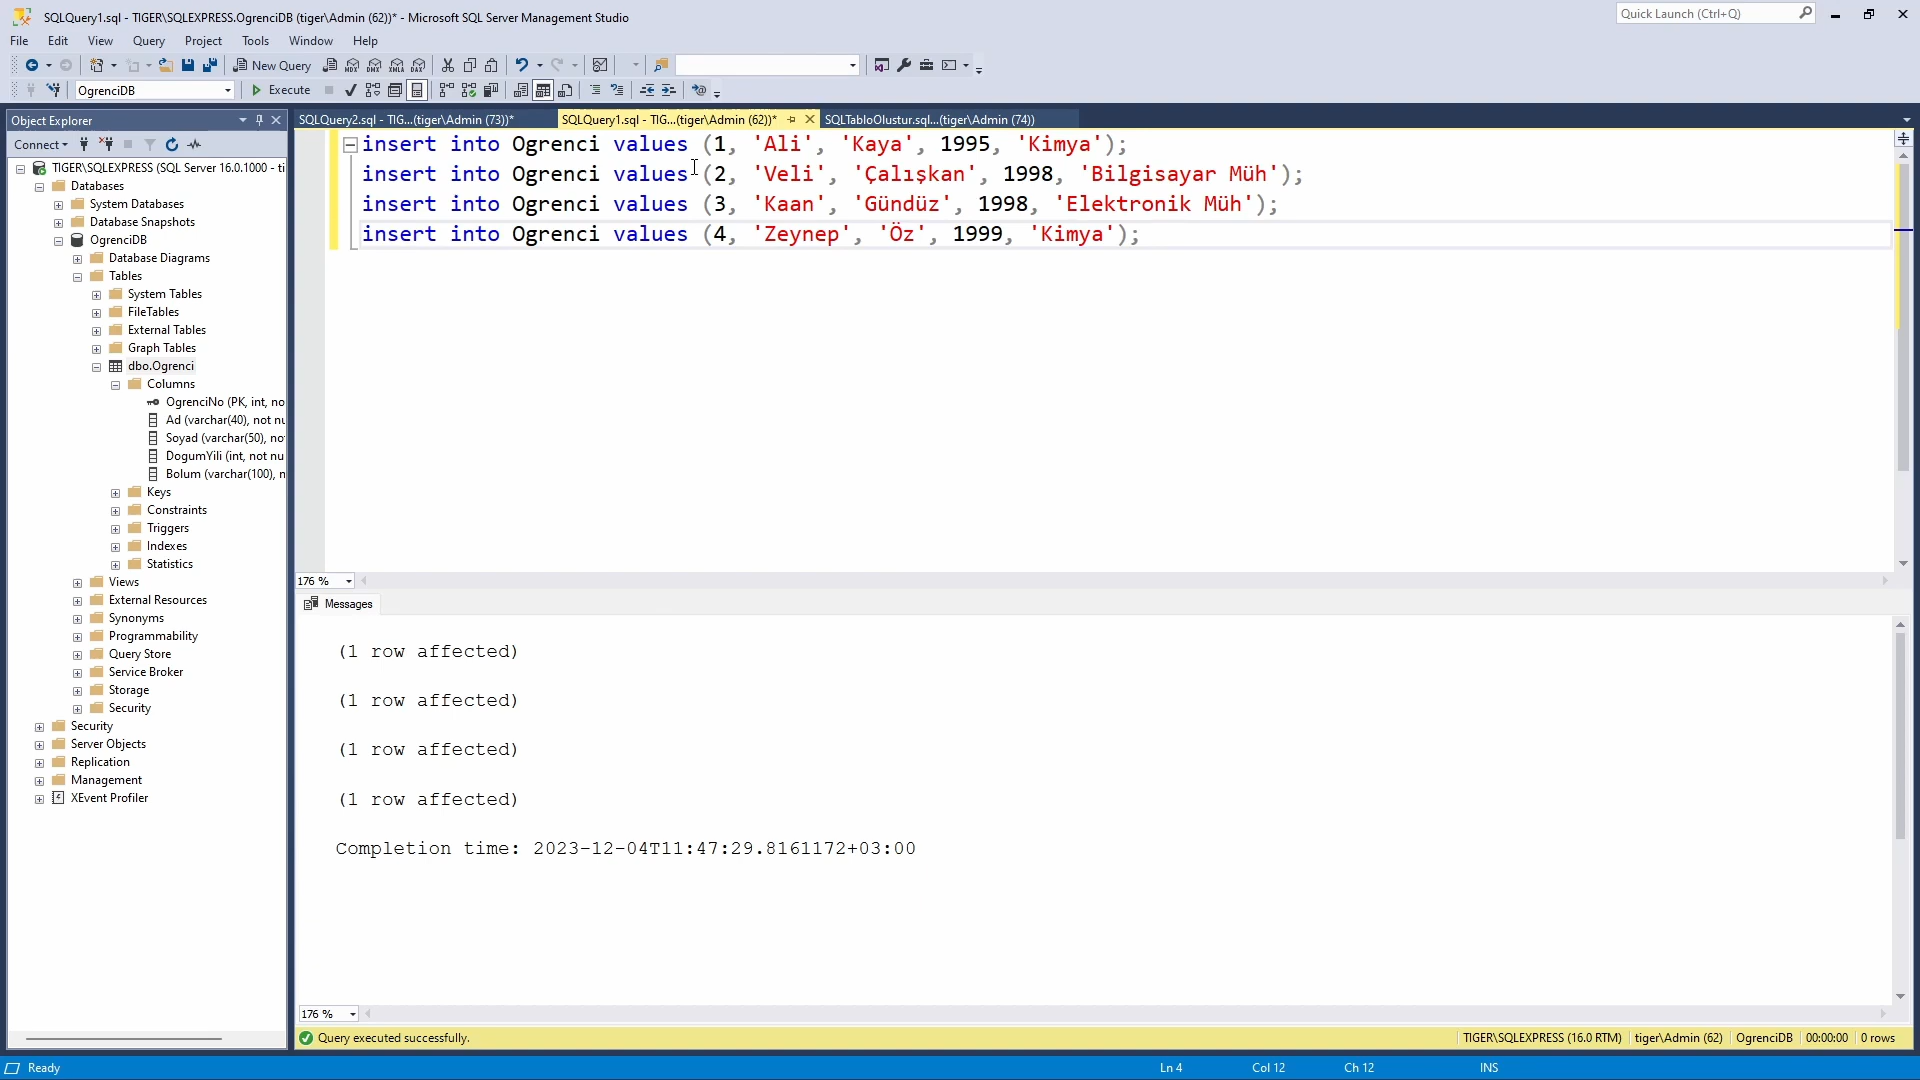 SQLQuery1.sql - TIGER\SQLEXPRESS.OgrenciDB (tiger\Admin (62))* - Microsoft SQL Server Management Studio
Quick Launch (Ctrl+Q)
File Edit View Query Project Tools Window Help
New Query
OgrenciDB
Execute
Object Explorer
SQLQuery2.sql - TIG...(tiger\Admin (73))*
SQLQuery1.sql - TIG...(tiger\Admin (62))*
SQLTabloOlustur.sql...(tiger\Admin (74))
Connect
TIGER\SQLEXPRESS (SQL Server 16.0.1000 - ti
Databases
System Databases
Database Snapshots
OgrenciDB
Database Diagrams
Tables
System Tables
FileTables
External Tables
Graph Tables
dbo.Ogrenci
Columns
OgrenciNo (PK, int, no
Ad (varchar(40), not nu
Soyad (varchar(50), no
DogumYili (int, not nu
Bolum (varchar(100), n
Keys
Constraints
Triggers
Indexes
Statistics
Views
External Resources
Synonyms
Programmability
Query Store
Service Broker
Storage
Security
Security
Server Objects
Replication
Management
XEvent Profiler
insert into Ogrenci values (1, 'Ali', 'Kaya', 1995, 'Kimya');
insert into Ogrenci values (2, 'Veli', 'Çalışkan', 1998, 'Bilgisayar Müh');
insert into Ogrenci values (3, 'Kaan', 'Gündüz', 1998, 'Elektronik Müh');
insert into Ogrenci values (4, 'Zeynep', 'Öz', 1999, 'Kimya');
176 %
Messages
(1 row affected)
(1 row affected)
(1 row affected)
(1 row affected)
Completion time: 2023-12-04T11:47:29.8161172+03:00
176 %
Query executed successfully.
TIGER\SQLEXPRESS (16.0 RTM) tiger\Admin (62) OgrenciDB 00:00:00 0 rows
Ready
Ln 4 Col 12 Ch 12 INS